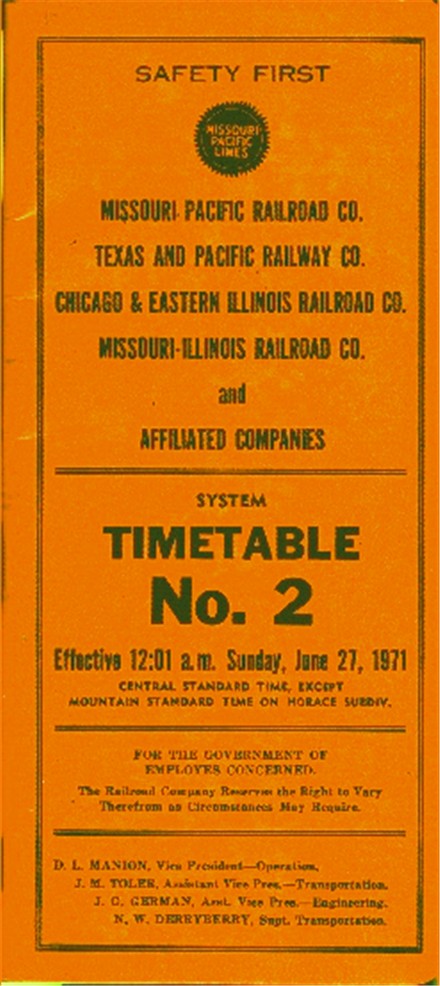 SAFETY FIRST
MISSOURI
PACIFIC
LINES
MISSOURI PACIFIC RAILROAD CO.
TEXAS AND PACIFIC RAILWAY CO.
CHICAGO & EASTERN ILLINOIS RAILROAD CO.
MISSOURI-ILLINOIS RAILROAD CO.
and
AFFILIATED COMPANIES
SYSTEM
TIMETABLE
No. 2
Effective 12:01 a.m. Sunday, June 27, 1971
CENTRAL STANDARD TIME, EXCEPT
MOUNTAIN STANDARD TIME ON HORACE SUBDIV.
FOR THE GOVERNMENT OF
EMPLOYES CONCERNED.
The Railroad Company Reserves the Right to Vary
Therefrom as Circumstances May Require.
D. L. MANION, Vice President—Operation.
J. M. TOLER, Assistant Vice Pres.—Transportation.
J. C. GERMAN, Asst. Vice Pres.—Engineering.
N. W. DERRYBERRY, Supt. Transportation.